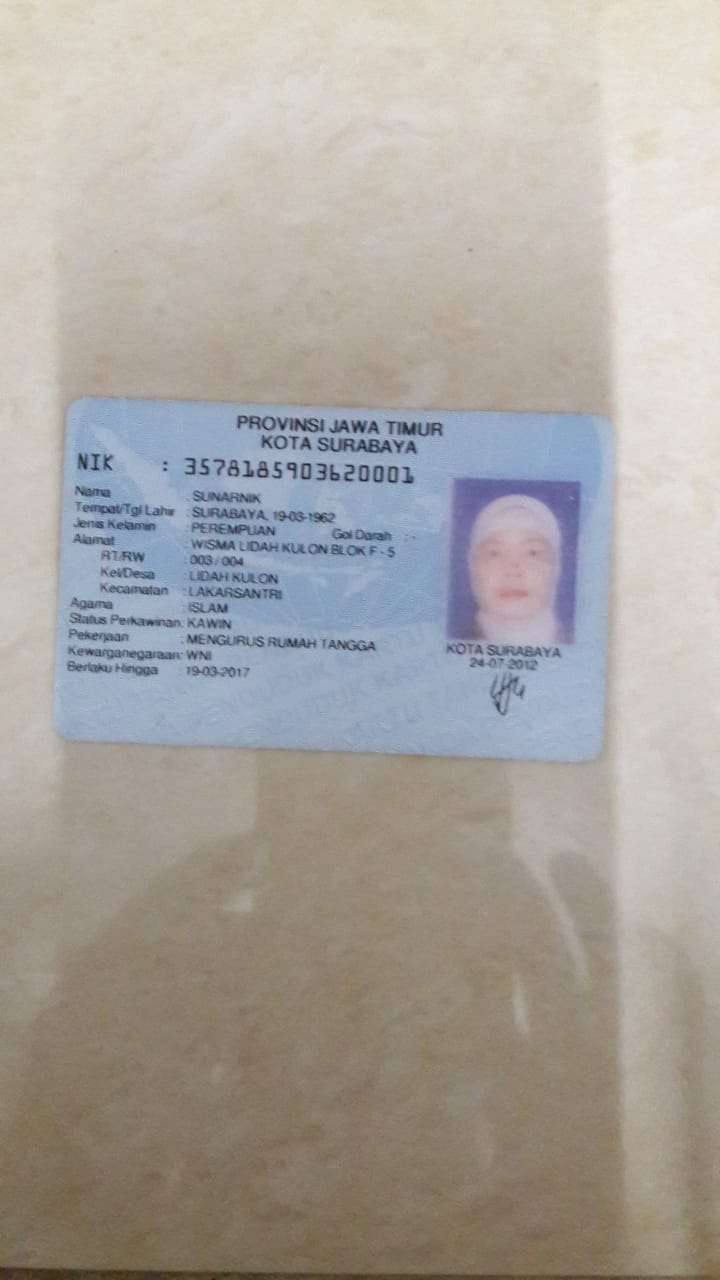 PROVINSI JAWA TIMUR
KOTA SURABAYA
NIK : 3578185903620001
Nama : SUNARNIK
Tempat/Tgl Lahir : SURABAYA, 19-03-1962
Jenis Kelamin : PEREMPUAN Gol Darah : -
Alamat : WISMA LIDAH KULON BLOK F - 5
RT/RW : 003 / 004
Kel/Desa : LIDAH KULON
Kecamatan : LAKARSANTRI
Agama : ISLAM
Status Perkawinan: KAWIN
Pekerjaan : MENGURUS RUMAH TANGGA
Kewarganegaraan: WNI
Berlaku Hingga : 19-03-2017
KOTA SURABAYA
24-07-2012